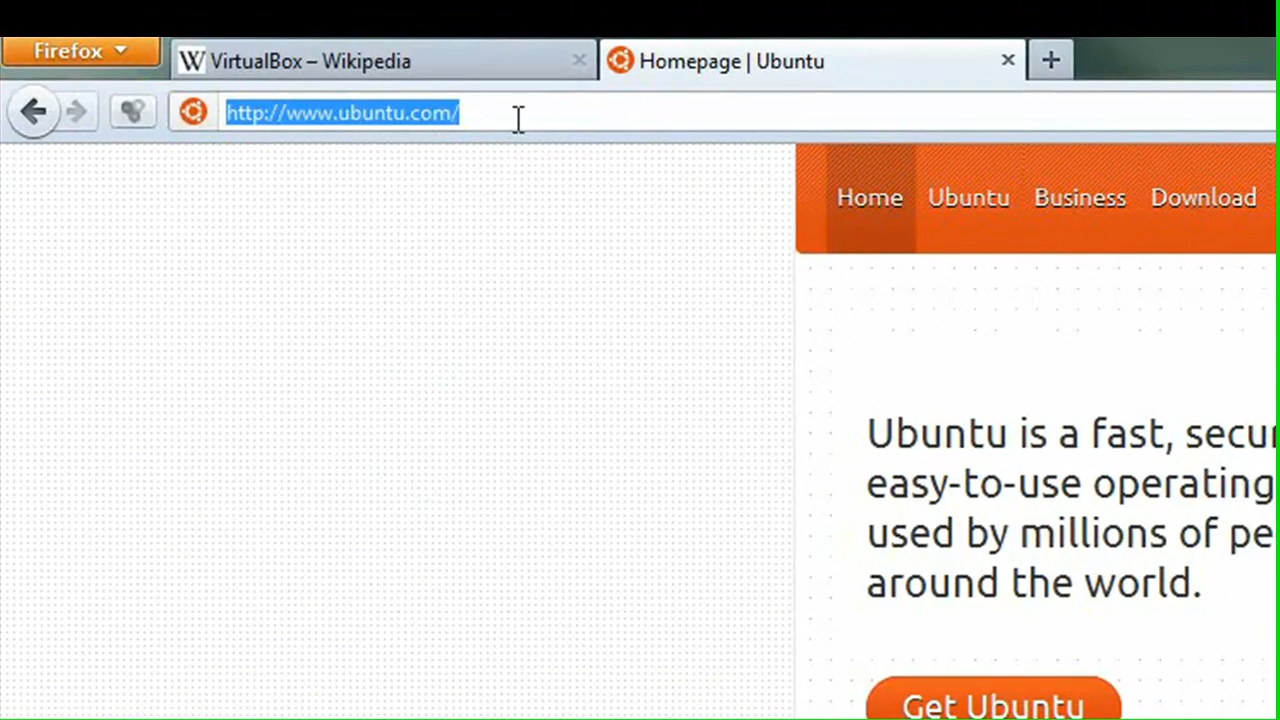 Firefox
W VirtualBox – Wikipedia
Homepage | Ubuntu
http://www.ubuntu.com/
Home Ubuntu Business Download
Ubuntu is a fast, secu
easy-to-use operating
used by millions of pe
around the world.
Get Ubuntu